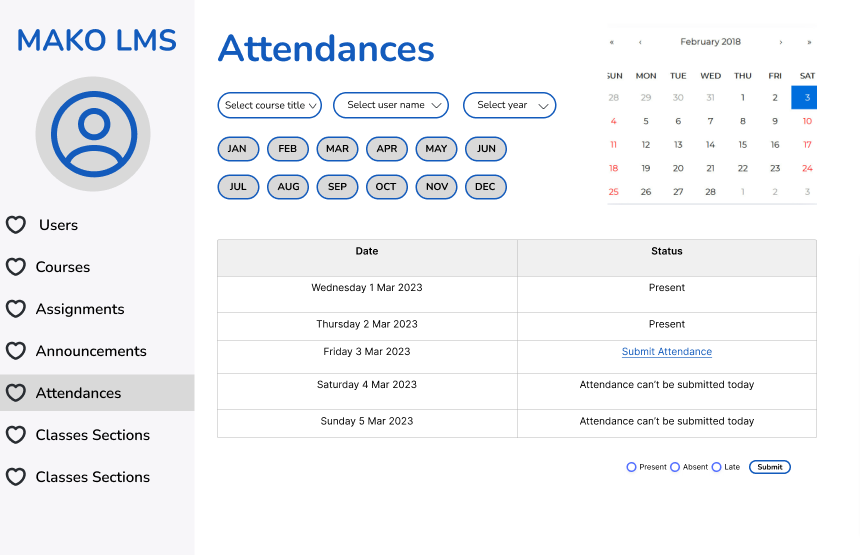 MAKO LMS
Users
Courses
Assignments
Announcements
Attendances
Classes Sections
Classes Sections
Attendances
Select course title Select user name Select year
JAN FEB MAR APR MAY JUN
JUL AUG SEP OCT NOV DEC
« ‹ February 2018 › »
SUN MON TUE WED THU FRI SAT
28 29 30 31 1 2 3
4 5 6 7 8 9 10
11 12 13 14 15 16 17
18 19 20 21 22 23 24
25 26 27 28 1 2 3
Date Status
Wednesday 1 Mar 2023 Present
Thursday 2 Mar 2023 Present
Friday 3 Mar 2023 Submit Attendance
Saturday 4 Mar 2023 Attendance can’t be submitted today
Sunday 5 Mar 2023 Attendance can’t be submitted today
Present Absent Late Submit